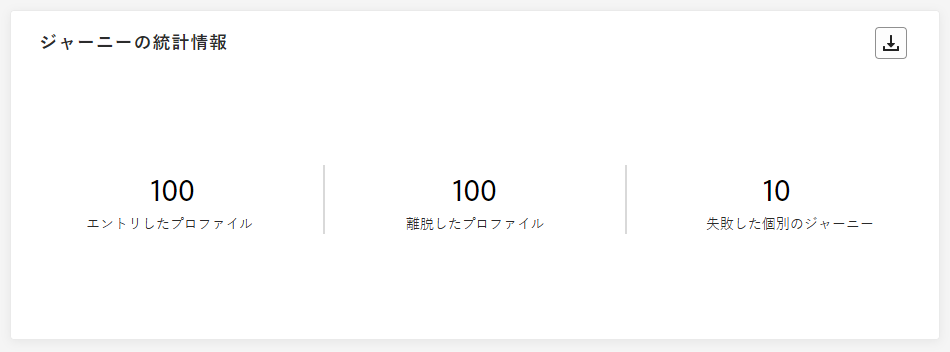 ジャーニーの統計情報
100
エントリしたプロファイル
100
離脱したプロファイル
10
失敗した個別のジャーニー